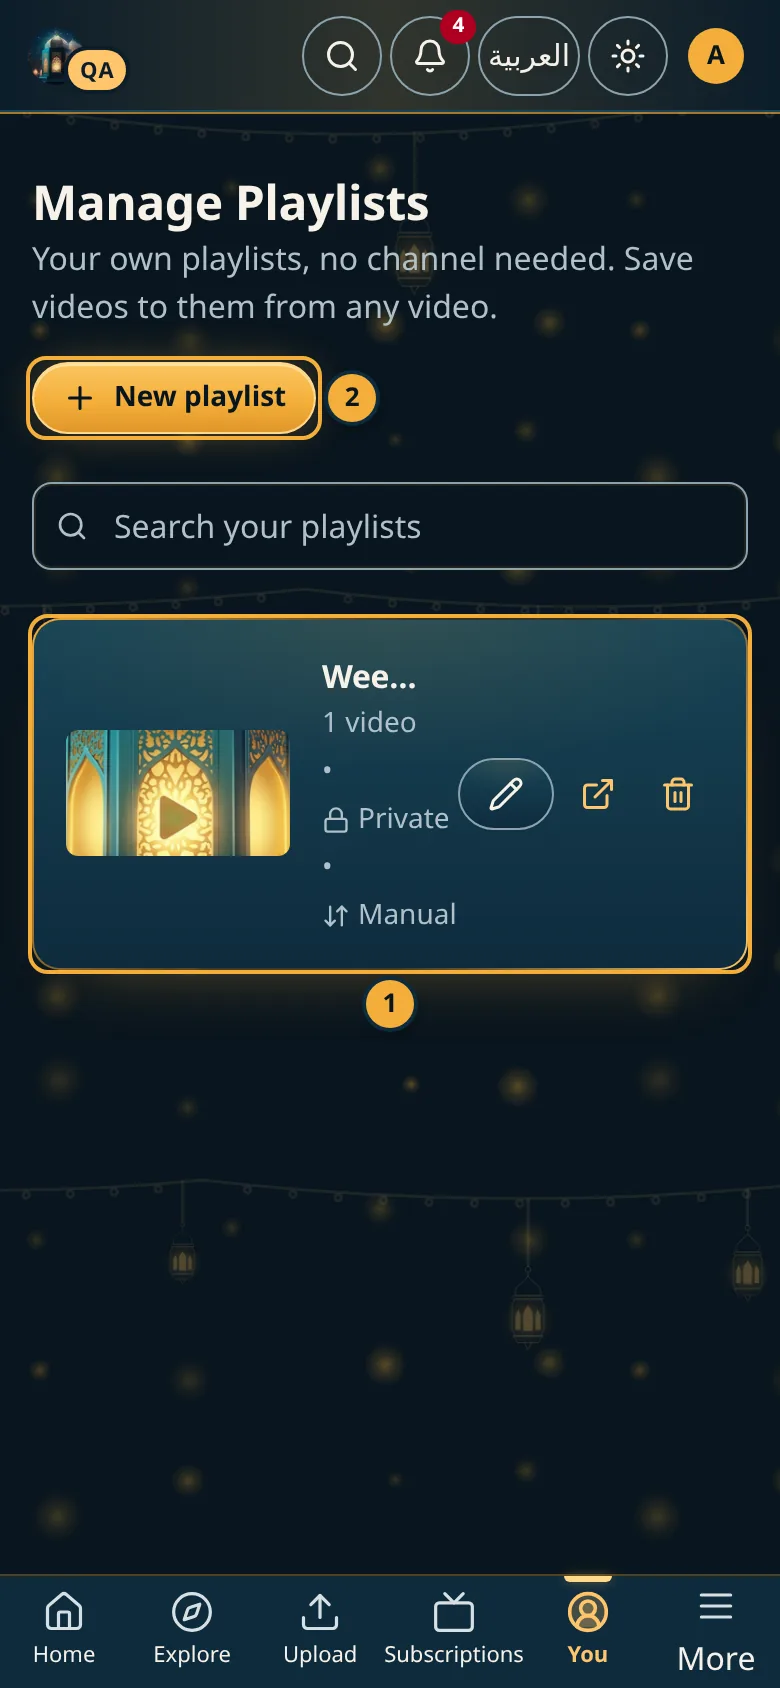 QA
4
العربية
A
Manage Playlists
Your own playlists, no channel needed. Save
videos to them from any video.
New playlist
2
Search your playlists
Wee...
1 video
•
Private
•
Manual
1
Home
Explore
Upload
Subscriptions
You
More